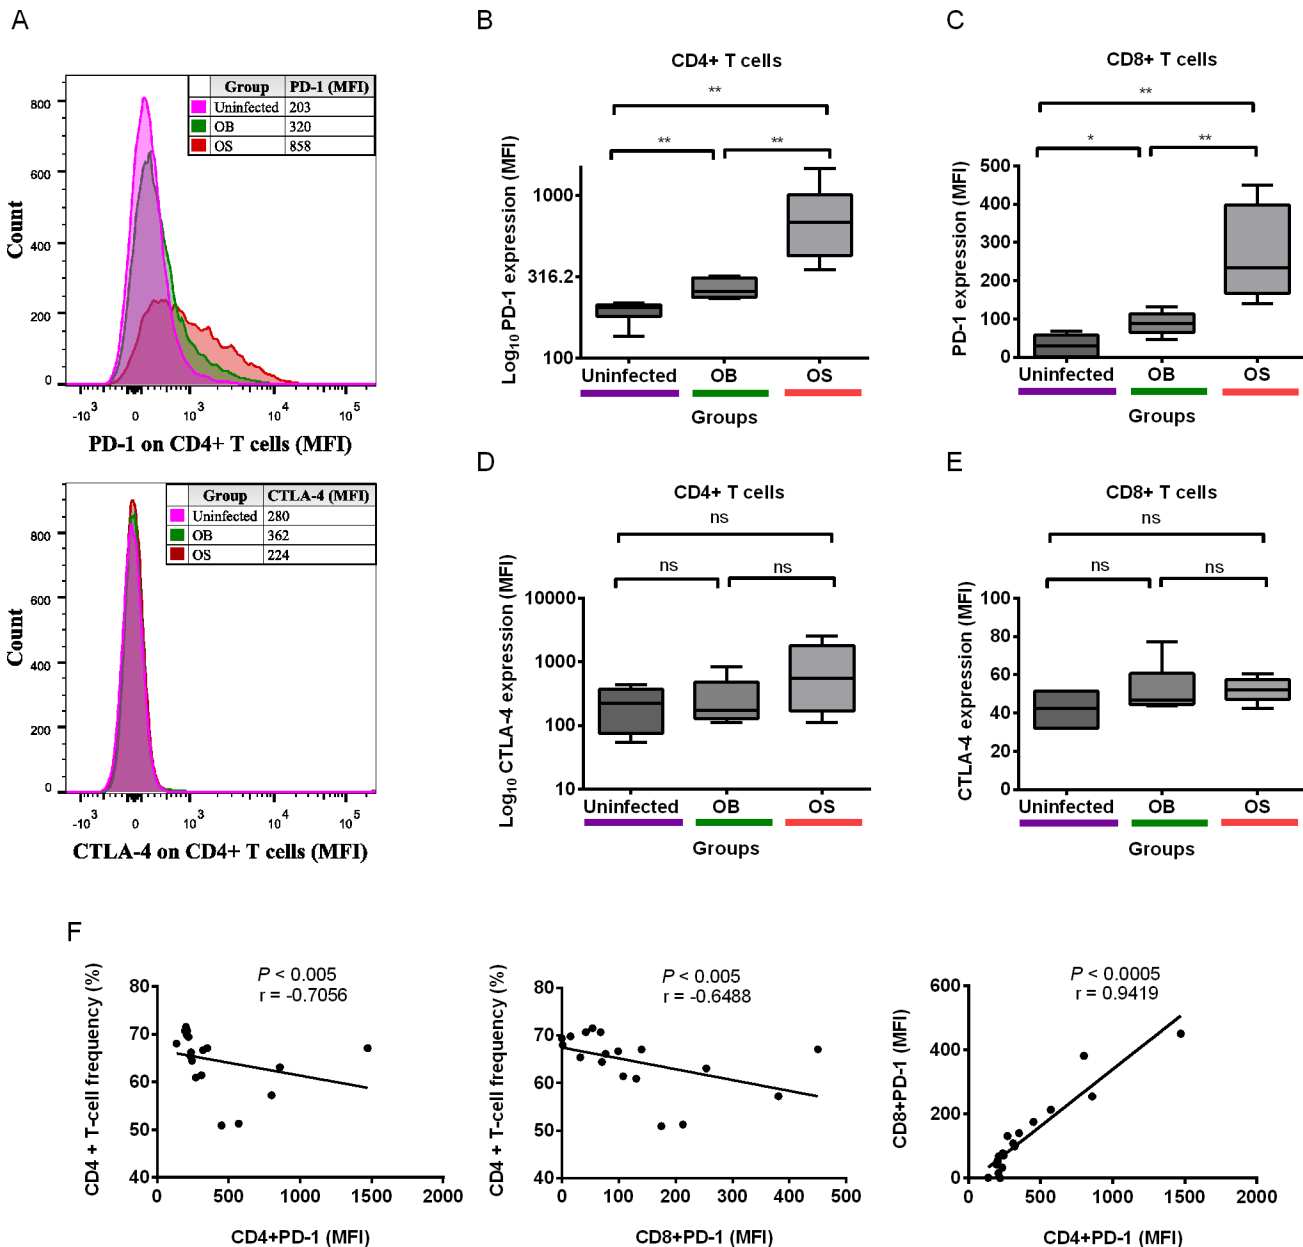 A
Group PD-1 (MFI)
Uninfected 203
OB 320
OS 858
800
600
400
200
0
Count
-10³ 0 10³ 10⁴ 10⁵
PD-1 on CD4+ T cells (MFI)
Group CTLA-4 (MFI)
Uninfected 280
OB 362
OS 224
800
600
400
200
0
Count
-10³ 0 10³ 10⁴ 10⁵
CTLA-4 on CD4+ T cells (MFI)
B
CD4+ T cells
**
** **
Log₁₀ PD-1 expression (MFI)
1000
316.2
100
Uninfected OB OS
Groups
C
CD8+ T cells
**
* **
PD-1 expression (MFI)
500
400
300
200
100
0
Uninfected OB OS
Groups
D
CD4+ T cells
ns
ns ns
Log₁₀ CTLA-4 expression (MFI)
10000
1000
100
10
Uninfected OB OS
Groups
E
CD8+ T cells
ns
ns ns
CTLA-4 expression (MFI)
100
80
60
40
20
0
Uninfected OB OS
Groups
F
P < 0.005
r = -0.7056
CD4 + T-cell frequency (%)
80
70
60
50
40
0 500 1000 1500 2000
CD4+PD-1 (MFI)
P < 0.005
r = -0.6488
CD4 + T-cell frequency (%)
80
70
60
50
40
0 100 200 300 400 500
CD8+PD-1 (MFI)
P < 0.0005
r = 0.9419
CD8+PD-1 (MFI)
600
400
200
0
0 500 1000 1500 2000
CD4+PD-1 (MFI)